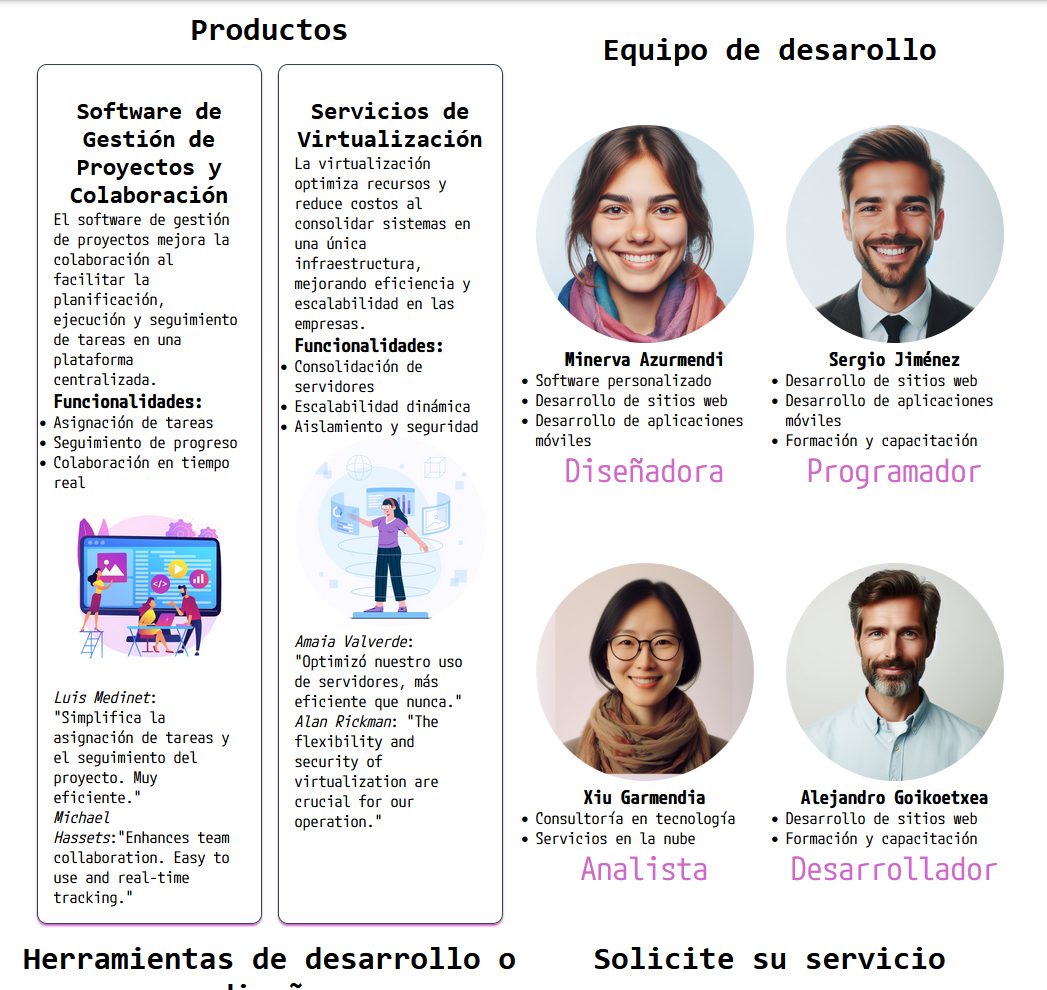 Productos
Software de
Gestión de
Proyectos y
Colaboración
El software de gestión
de proyectos mejora la
colaboración al
facilitar la
planificación,
ejecución y seguimiento
de tareas en una
plataforma
centralizada.
Funcionalidades:
• Asignación de tareas
• Seguimiento de progreso
• Colaboración en tiempo
real
Luis Medinet:
"Simplifica la
asignación de tareas y
el seguimiento del
proyecto. Muy
eficiente."
Michael
Hassets:"Enhances team
collaboration. Easy to
use and real-time
tracking."
Servicios de
Virtualización
La virtualización
optimiza recursos y
reduce costos al
consolidar sistemas en
una única
infraestructura,
mejorando eficiencia y
escalabilidad en las
empresas.
Funcionalidades:
• Consolidación de
servidores
• Escalabilidad dinámica
• Aislamiento y seguridad
Amaia Valverde:
"Optimizó nuestro uso
de servidores, más
eficiente que nunca."
Alan Rickman: "The
flexibility and
security of
virtualization are
crucial for our
operation."
Equipo de desarollo
Minerva Azurmendi
• Software personalizado
• Desarrollo de sitios web
• Desarrollo de aplicaciones
móviles
Diseñadora
Sergio Jiménez
• Desarrollo de sitios web
• Desarrollo de aplicaciones
móviles
• Formación y capacitación
Programador
Xiu Garmendia
• Consultoría en tecnología
• Servicios en la nube
Analista
Alejandro Goikoetxea
• Desarrollo de sitios web
• Formación y capacitación
Desarrollador
Herramientas de desarrollo o
Solicite su servicio